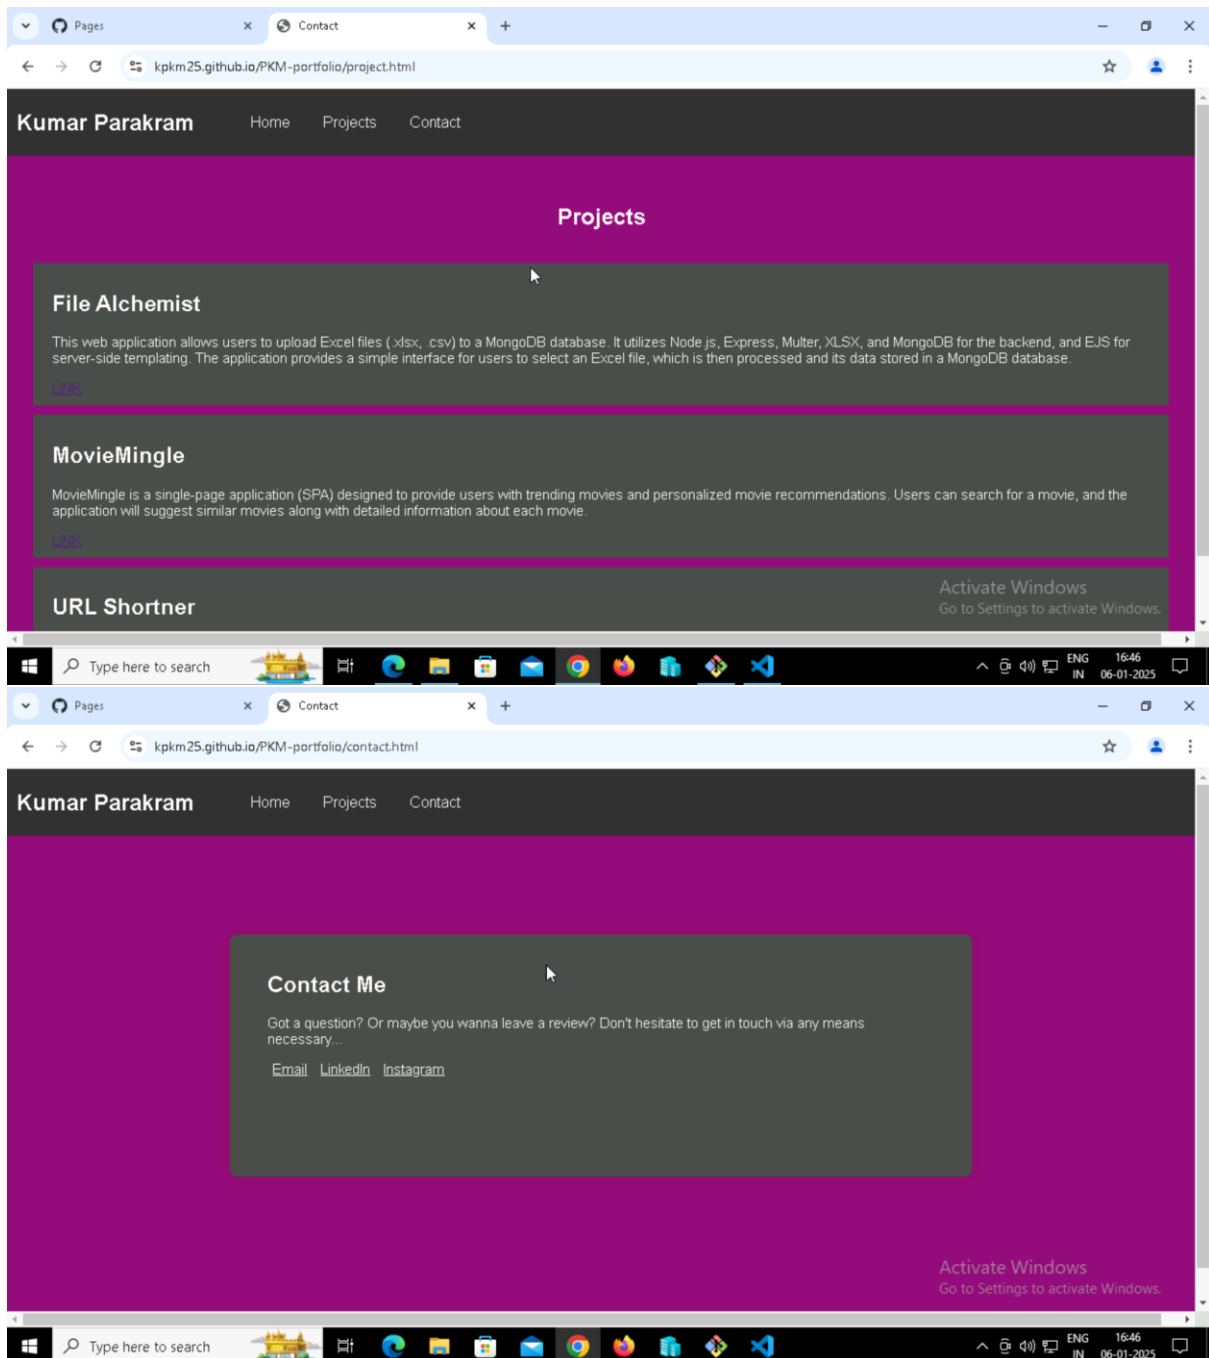 Pages
Contact
kpkm25.github.io/PKM-portfolio/project.html
Kumar Parakram Home Projects Contact
Projects
File Alchemist
This web application allows users to upload Excel files (.xlsx, .csv) to a MongoDB database. It utilizes Node.js, Express, Multer, XLSX, and MongoDB for the backend, and EJS for
server-side templating. The application provides a simple interface for users to select an Excel file, which is then processed and its data stored in a MongoDB database.
LINK
MovieMingle
MovieMingle is a single-page application (SPA) designed to provide users with trending movies and personalized movie recommendations. Users can search for a movie, and the
application will suggest similar movies along with detailed information about each movie.
LINK
URL Shortner
Activate Windows
Go to Settings to activate Windows.
Type here to search
ENG 16:46
IN 06-01-2025
Pages
Contact
kpkm25.github.io/PKM-portfolio/contact.html
Kumar Parakram Home Projects Contact
Contact Me
Got a question? Or maybe you wanna leave a review? Don't hesitate to get in touch via any means
necessary...
Email LinkedIn Instagram
Activate Windows
Go to Settings to activate Windows.
Type here to search
ENG 16:46
IN 06-01-2025